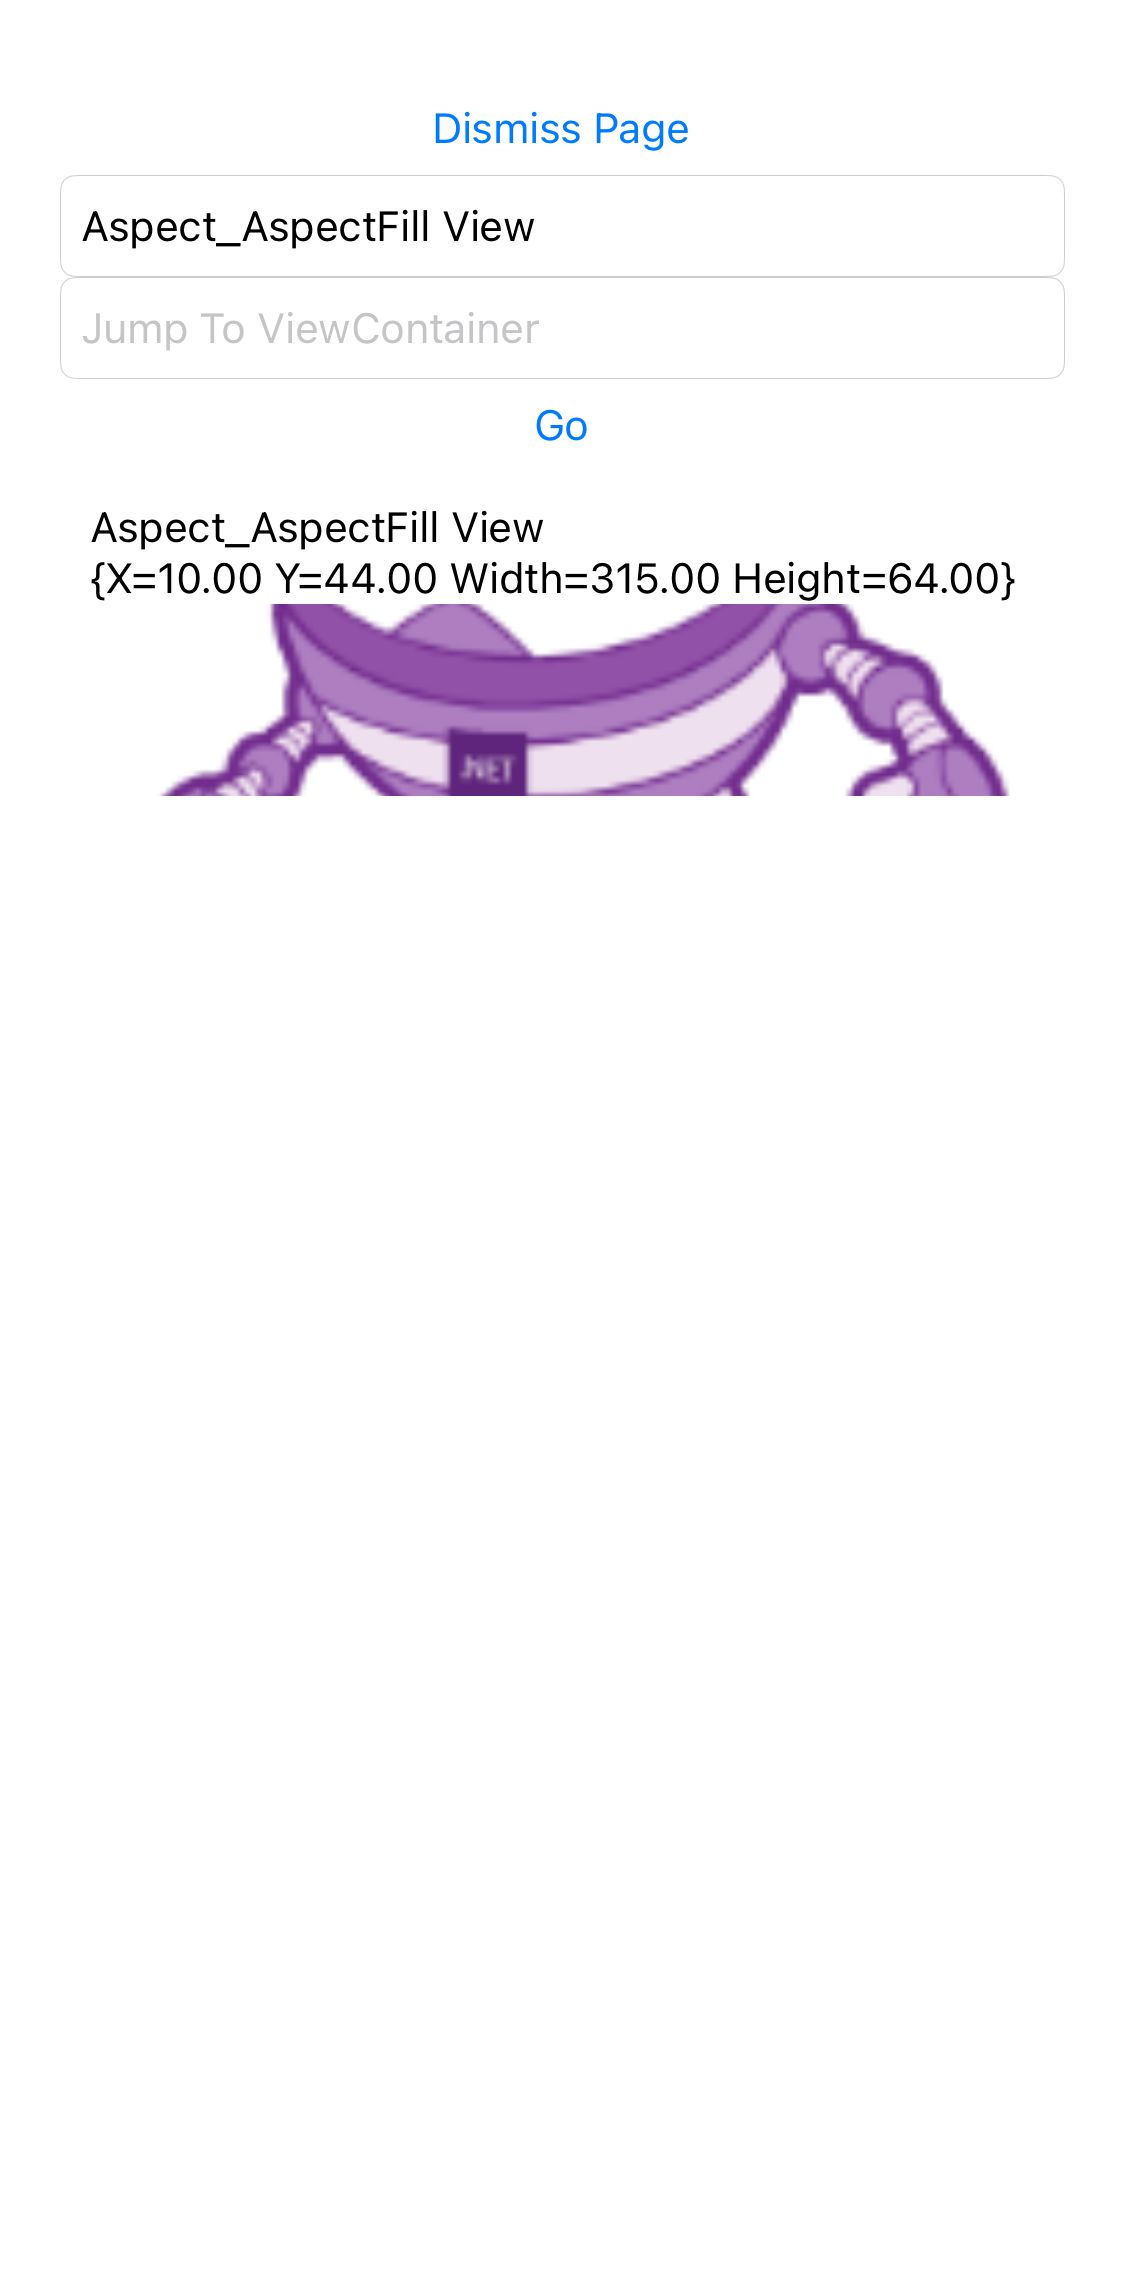 Dismiss Page
Aspect_AspectFill View
Jump To ViewContainer
Go
Aspect_AspectFill View
{X=10.00 Y=44.00 Width=315.00 Height=64.00}
.NET